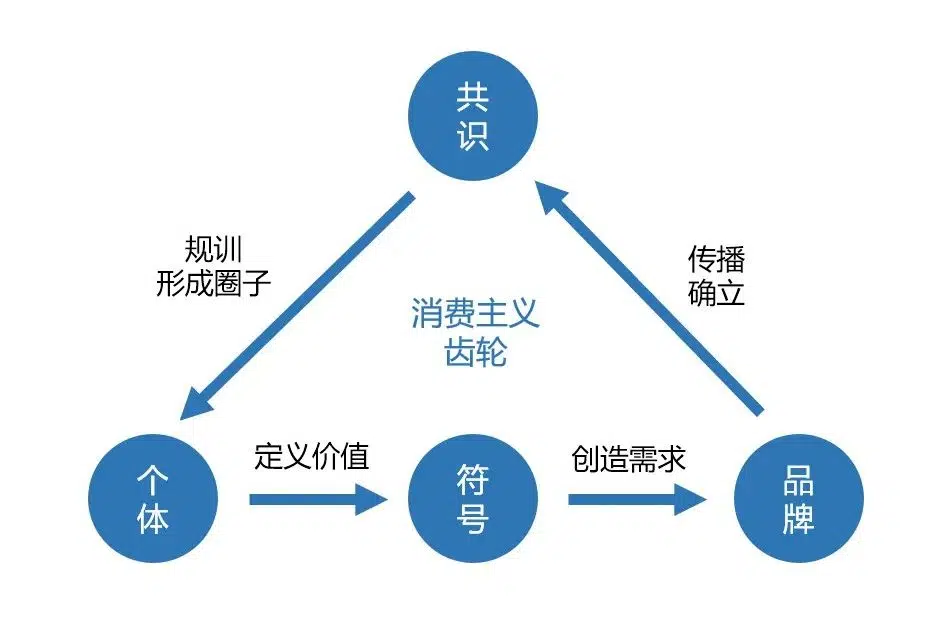 共
识
规训
形成圈子
传播
确立
消费主义
齿轮
个
体
定义价值
符
号
创造需求
品
牌